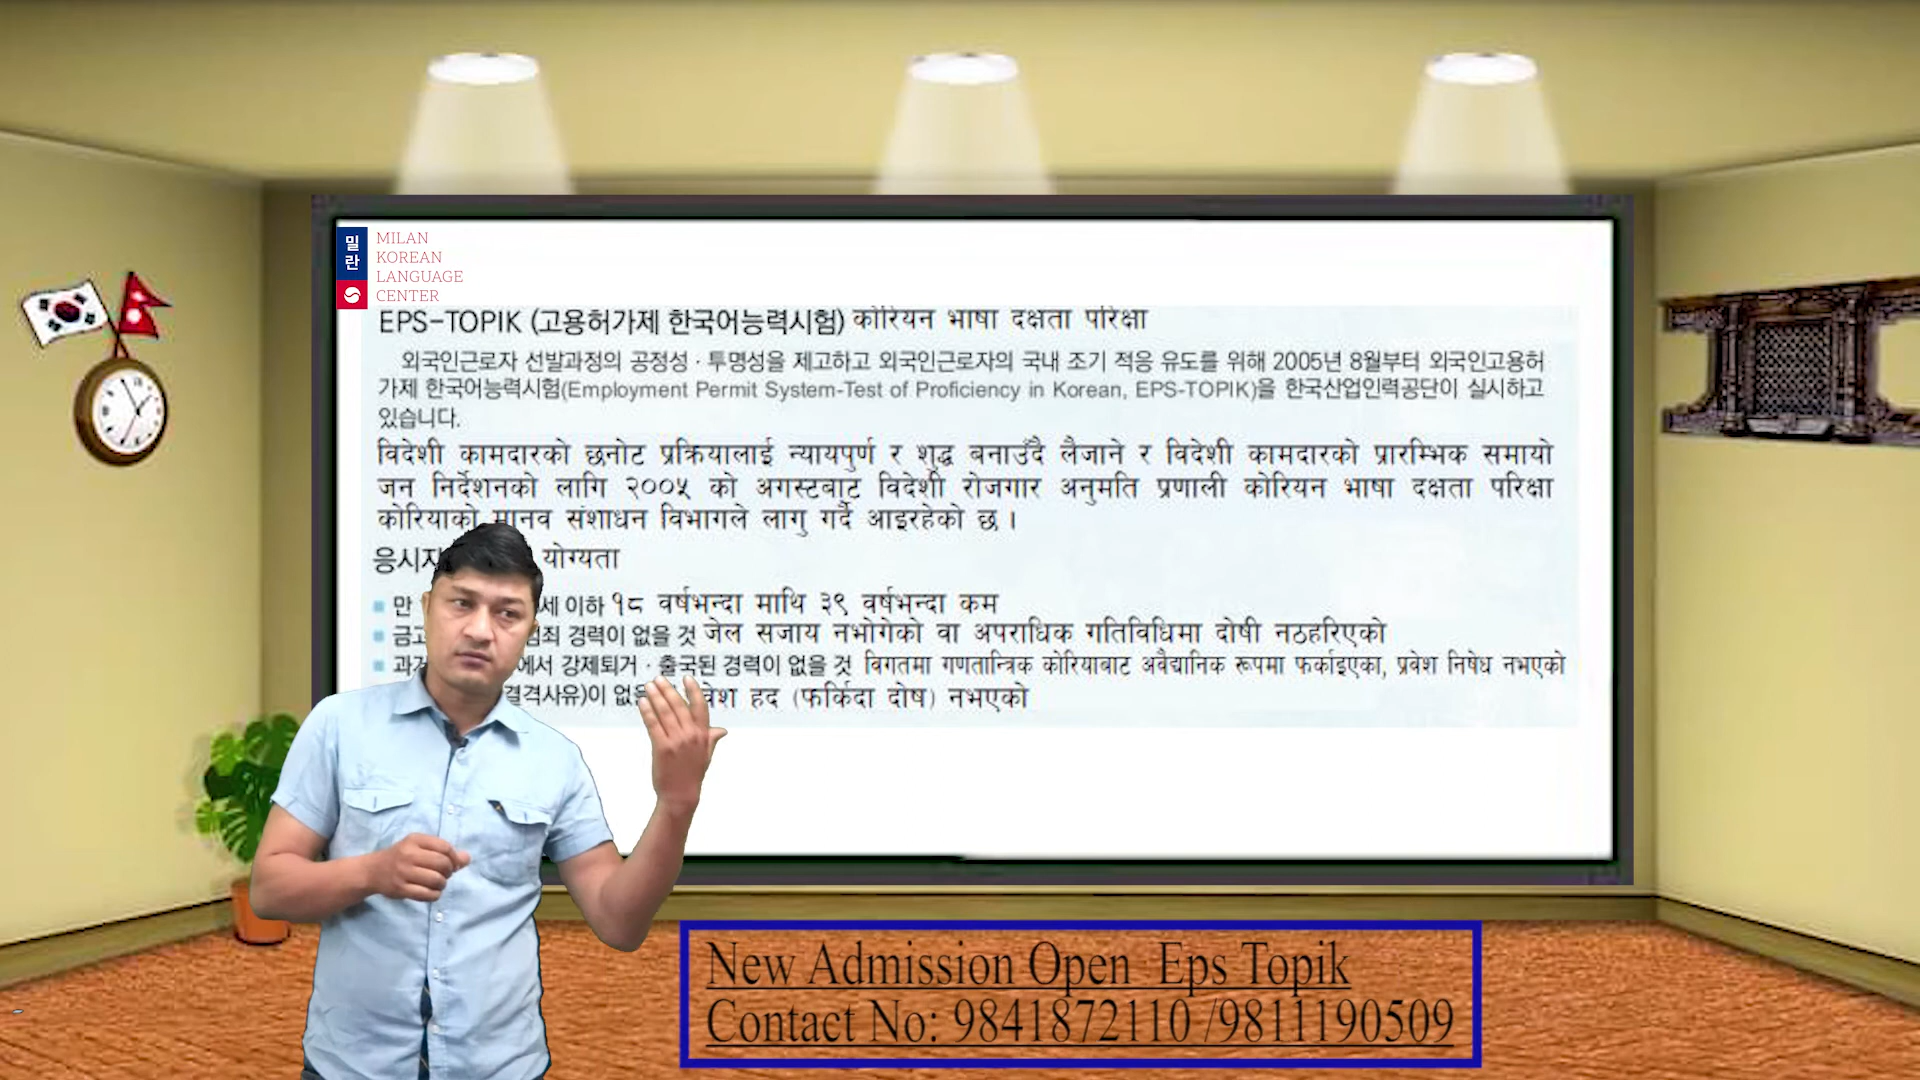 밀
란
MILAN
KOREAN
LANGUAGE
CENTER
EPS-TOPIK (고용허가제 한국어능력시험) कोरियन भाषा दक्षता परिक्षा
외국인근로자 선발과정의 공정성 · 투명성을 제고하고 외국인근로자의 국내 조기 적응 유도를 위해 2005년 8월부터 외국인고용허
가제 한국어능력시험(Employment Permit System-Test of Proficiency in Korean, EPS-TOPIK)을 한국산업인력공단이 실시하고
있습니다.
विदेशी कामदारको छनोट प्रक्रियालाई न्यायपुर्ण र शुद्ध बनाउँदै लैजाने र विदेशी कामदारको प्रारम्भिक समायो
जन निर्देशनको लागि २००५ को अगस्टबाट विदेशी रोजगार अनुमति प्रणाली कोरियन भाषा दक्षता परिक्षा
कोरियाको मानव संशाधन विभागले लागु गर्दै आइरहेको छ ।
응시자 योग्यता
만 세 이하 १८ वर्षभन्दा माथि ३९ वर्षभन्दा कम
금고 범죄 경력이 없을 것 जेल सजाय नभोगेको वा अपराधिक गतिविधिमा दोषी नठहरिएको
과거 에서 강제퇴거 · 출국된 경력이 없을 것 विगतमा गणतान्त्रिक कोरियाबाट अवैद्यानिक रूपमा फर्काइएका, प्रवेश निषेध नभएको
결격사유)이 없을 वेश हद (फर्किदा दोष) नभएको
New Admission Open Eps Topik
Contact No: 9841872110 /9811190509